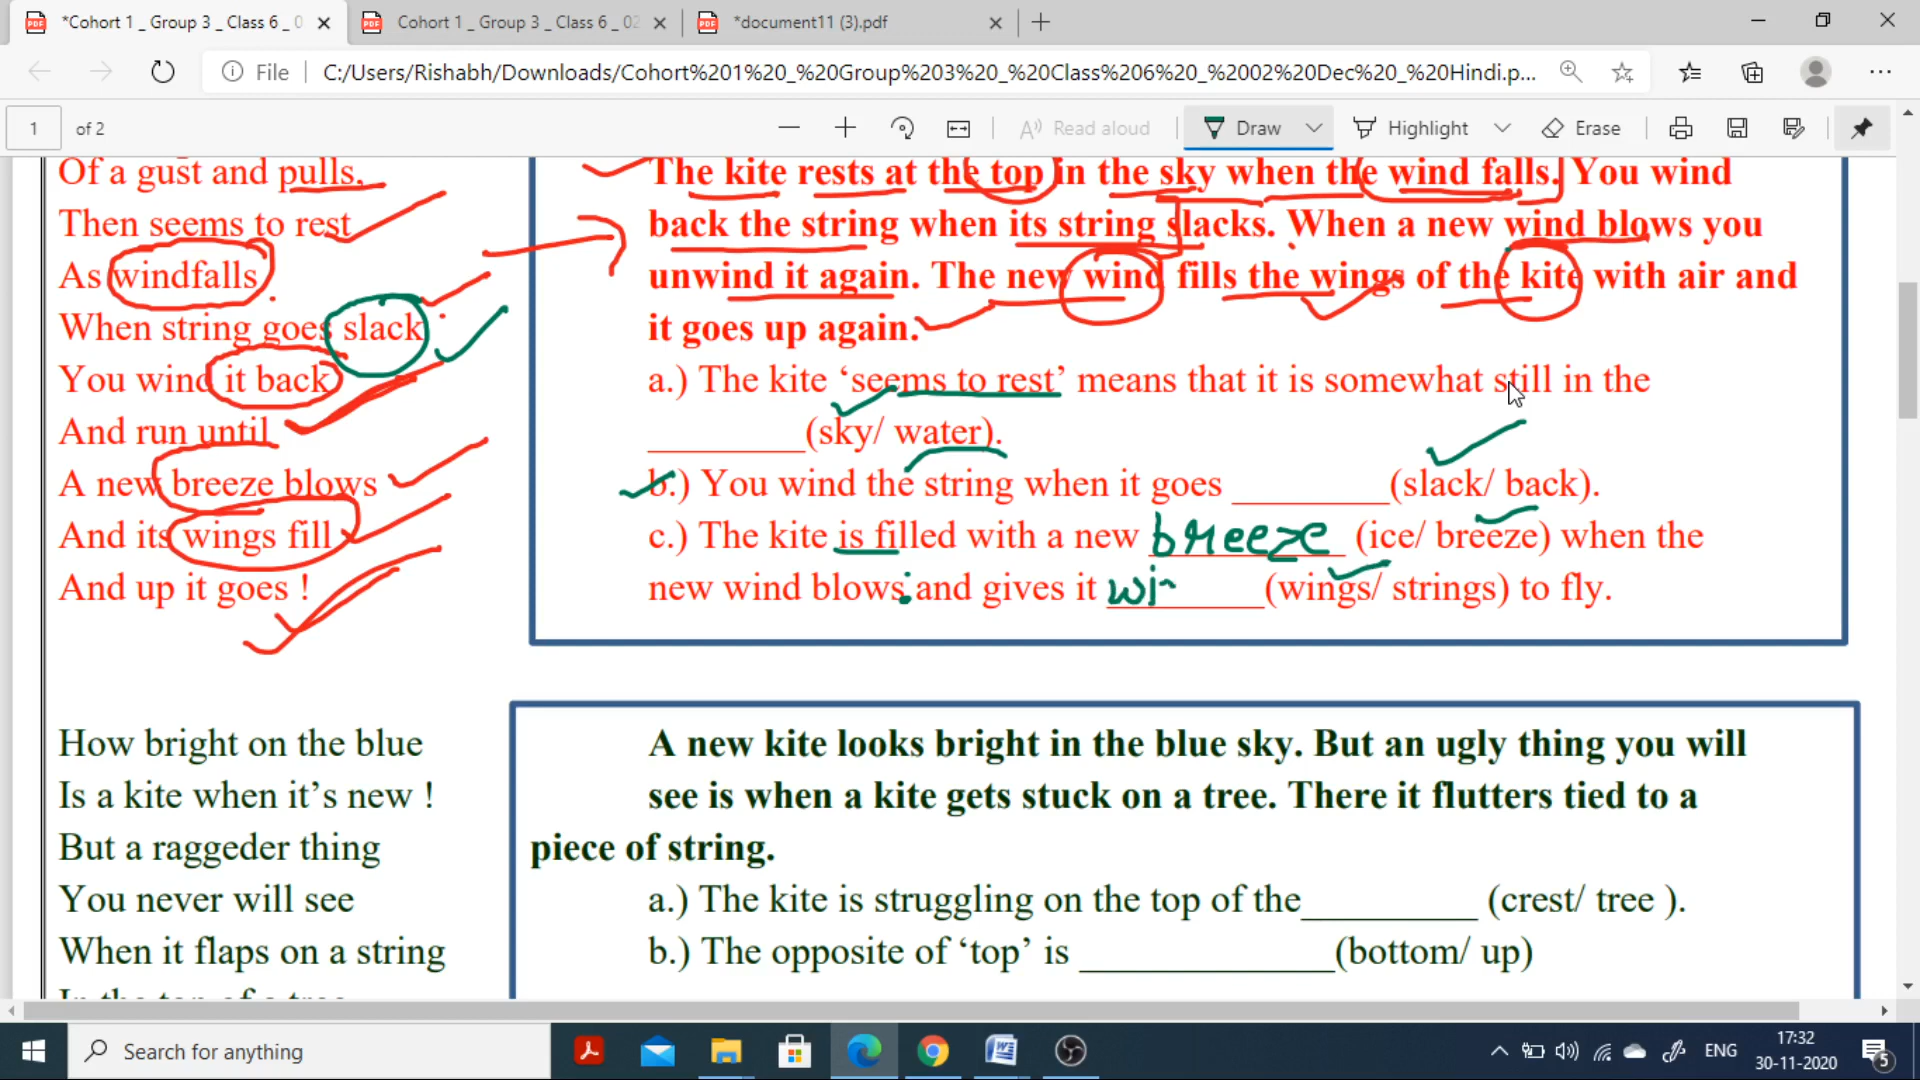 *Cohort 1 _ Group 3 _ Class 6 _ 0
Cohort 1 _ Group 3 _ Class 6 _ 02
*document11 (3).pdf
File
C:/Users/Rishabh/Downloads/Cohort%201%20_%20Group%203%20_%20Class%206%20_%2002%20Dec%20_%20Hindi.p...
1 of 2
Read aloud
Draw
Highlight
Erase
Of a gust and pulls,
Then seems to rest
As windfalls.
When string goes slack
You wind it back
And run until
A new breeze blows
And its wings fill
And up it goes !
The kite rests at the top in the sky when the wind falls. You wind
back the string when its string slacks. When a new wind blows you
unwind it again. The new wind fills the wings of the kite with air and
it goes up again.
a.) The kite ‘seems to rest’ means that it is somewhat still in the
________(sky/ water).
b.) You wind the string when it goes ________(slack/ back).
c.) The kite is filled with a new breeze (ice/ breeze) when the
new wind blows and gives it wi (wings/ strings) to fly.
How bright on the blue
Is a kite when it’s new !
But a raggeder thing
You never will see
When it flaps on a string
In the top of a tree.
A new kite looks bright in the blue sky. But an ugly thing you will
see is when a kite gets stuck on a tree. There it flutters tied to a
piece of string.
a.) The kite is struggling on the top of the_________ (crest/ tree ).
b.) The opposite of ‘top’ is _____________(bottom/ up)
Search for anything
ENG
17:32
30-11-2020
5